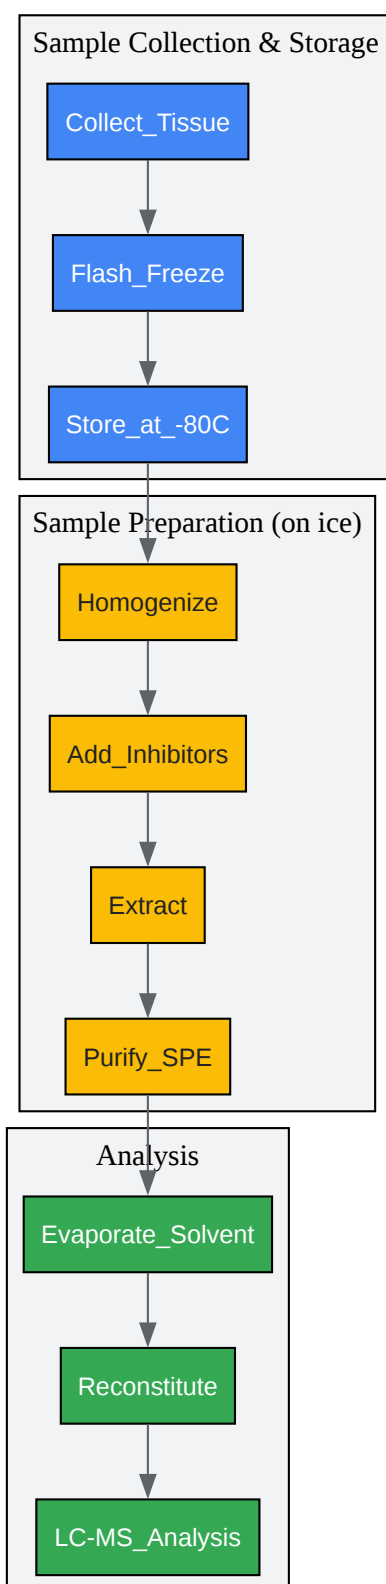 Sample Collection & Storage
Collect_Tissue
Flash_Freeze
Store_at_-80C
Sample Preparation (on ice)
Homogenize
Add_Inhibitors
Extract
Purify_SPE
Analysis
Evaporate_Solvent
Reconstitute
LC-MS_Analysis